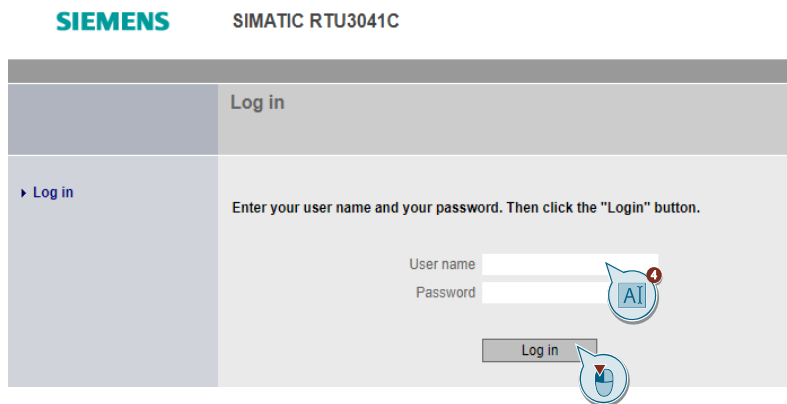 SIEMENS SIMATIC RTU3041C
Log in
Log in
Enter your user name and your password. Then click the "Login" button.
User name
4
Password
AI
Log in